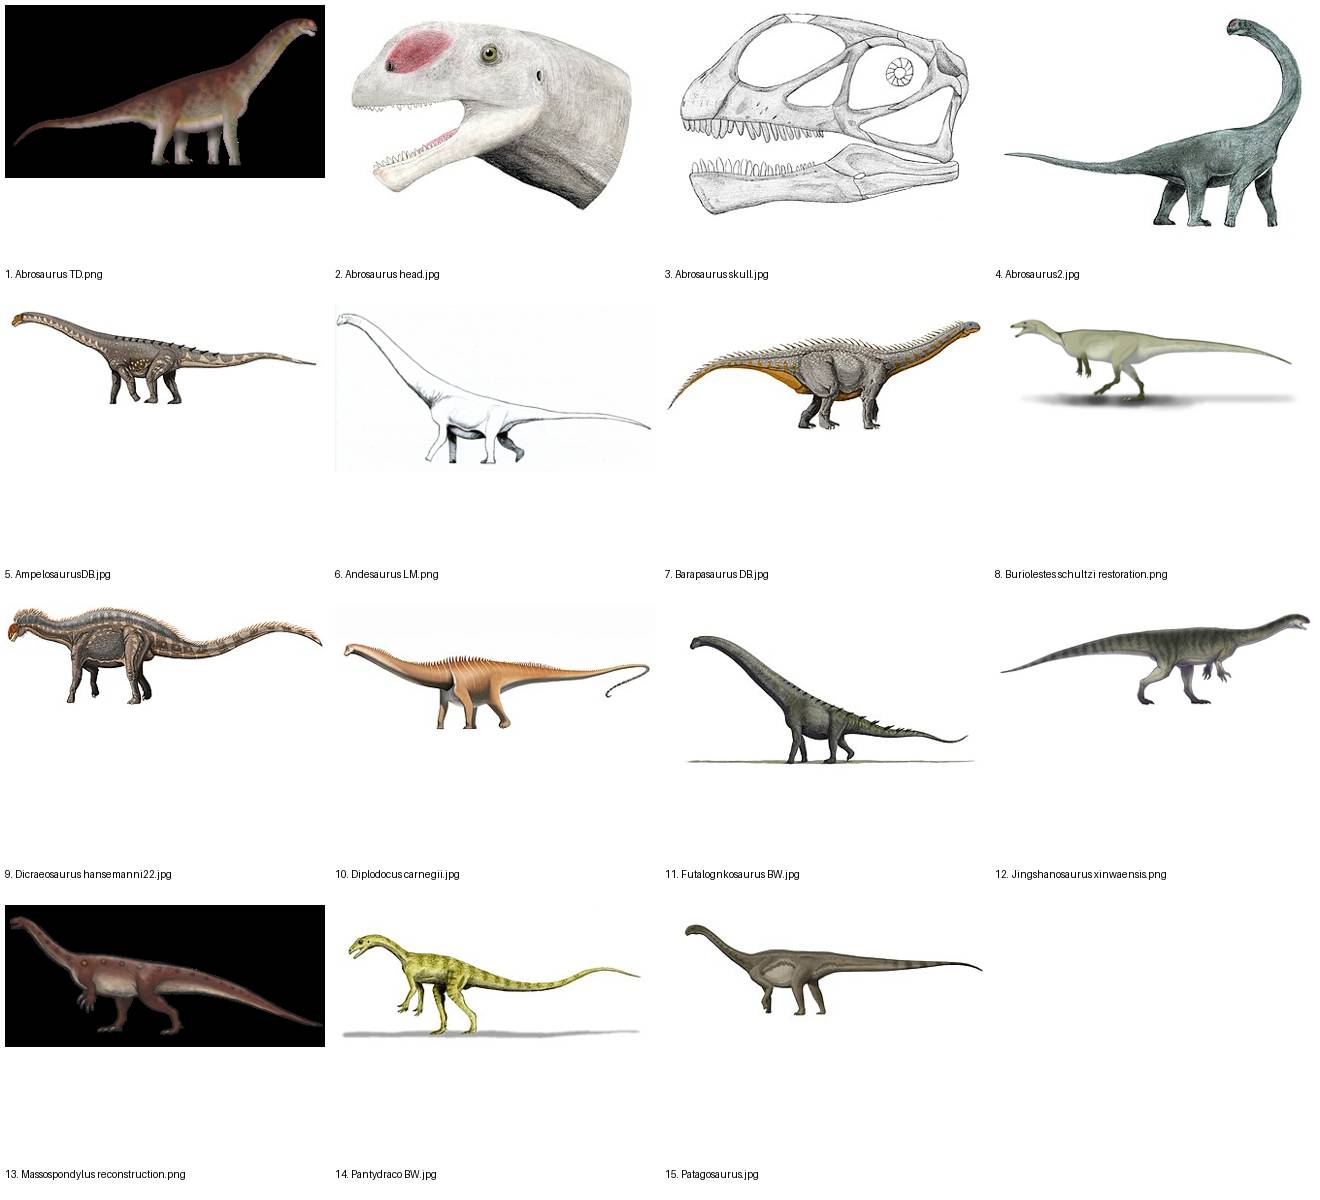 1. Abrosaurus TD.png
2. Abrosaurus head.jpg
3. Abrosaurus skull.jpg
4. Abrosaurus2.jpg
5. AmpelosaurusDB.jpg
6. Andesaurus LM.png
7. Barapasaurus DB.jpg
8. Buriolestes schultzi restoration.png
9. Dicraeosaurus hansemanni22.jpg
10. Diplodocus carnegii.jpg
11. Futalognkosaurus BW.jpg
12. Jingshanosaurus xinwaensis.png
13. Massospondylus reconstruction.png
14. Pantydraco BW.jpg
15. Patagosaurus.jpg